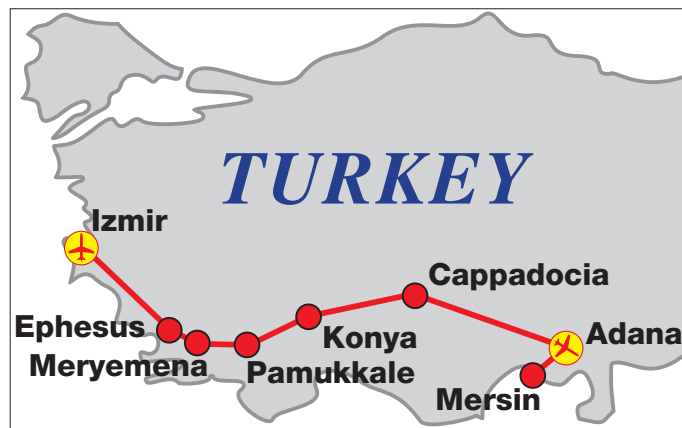 TURKEY
Izmir
Cappadocia
Ephesus
Konya
Adana
Meryemena
Pamukkale
Mersin